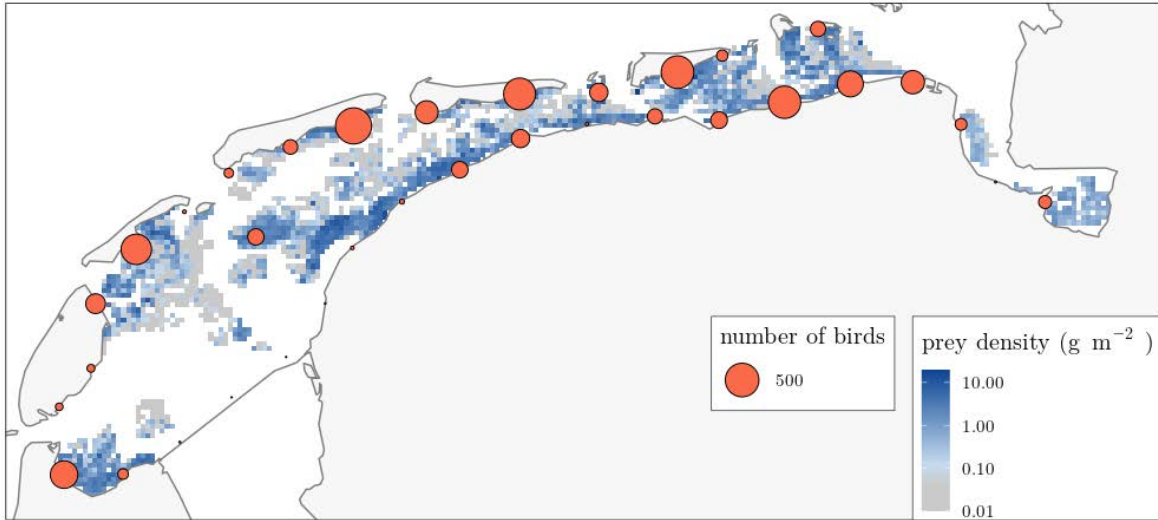 number of birds
500
prey density (g m⁻² )
10.00
1.00
0.10
0.01